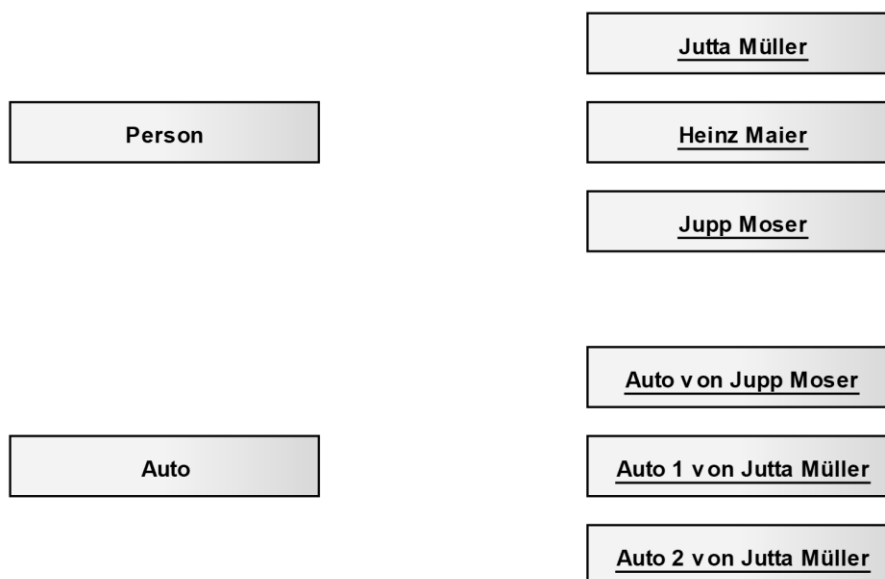 Jutta Müller
Person
Heinz Maier
Jupp Moser
Auto von Jupp Moser
Auto
Auto 1 von Jutta Müller
Auto 2 von Jutta Müller